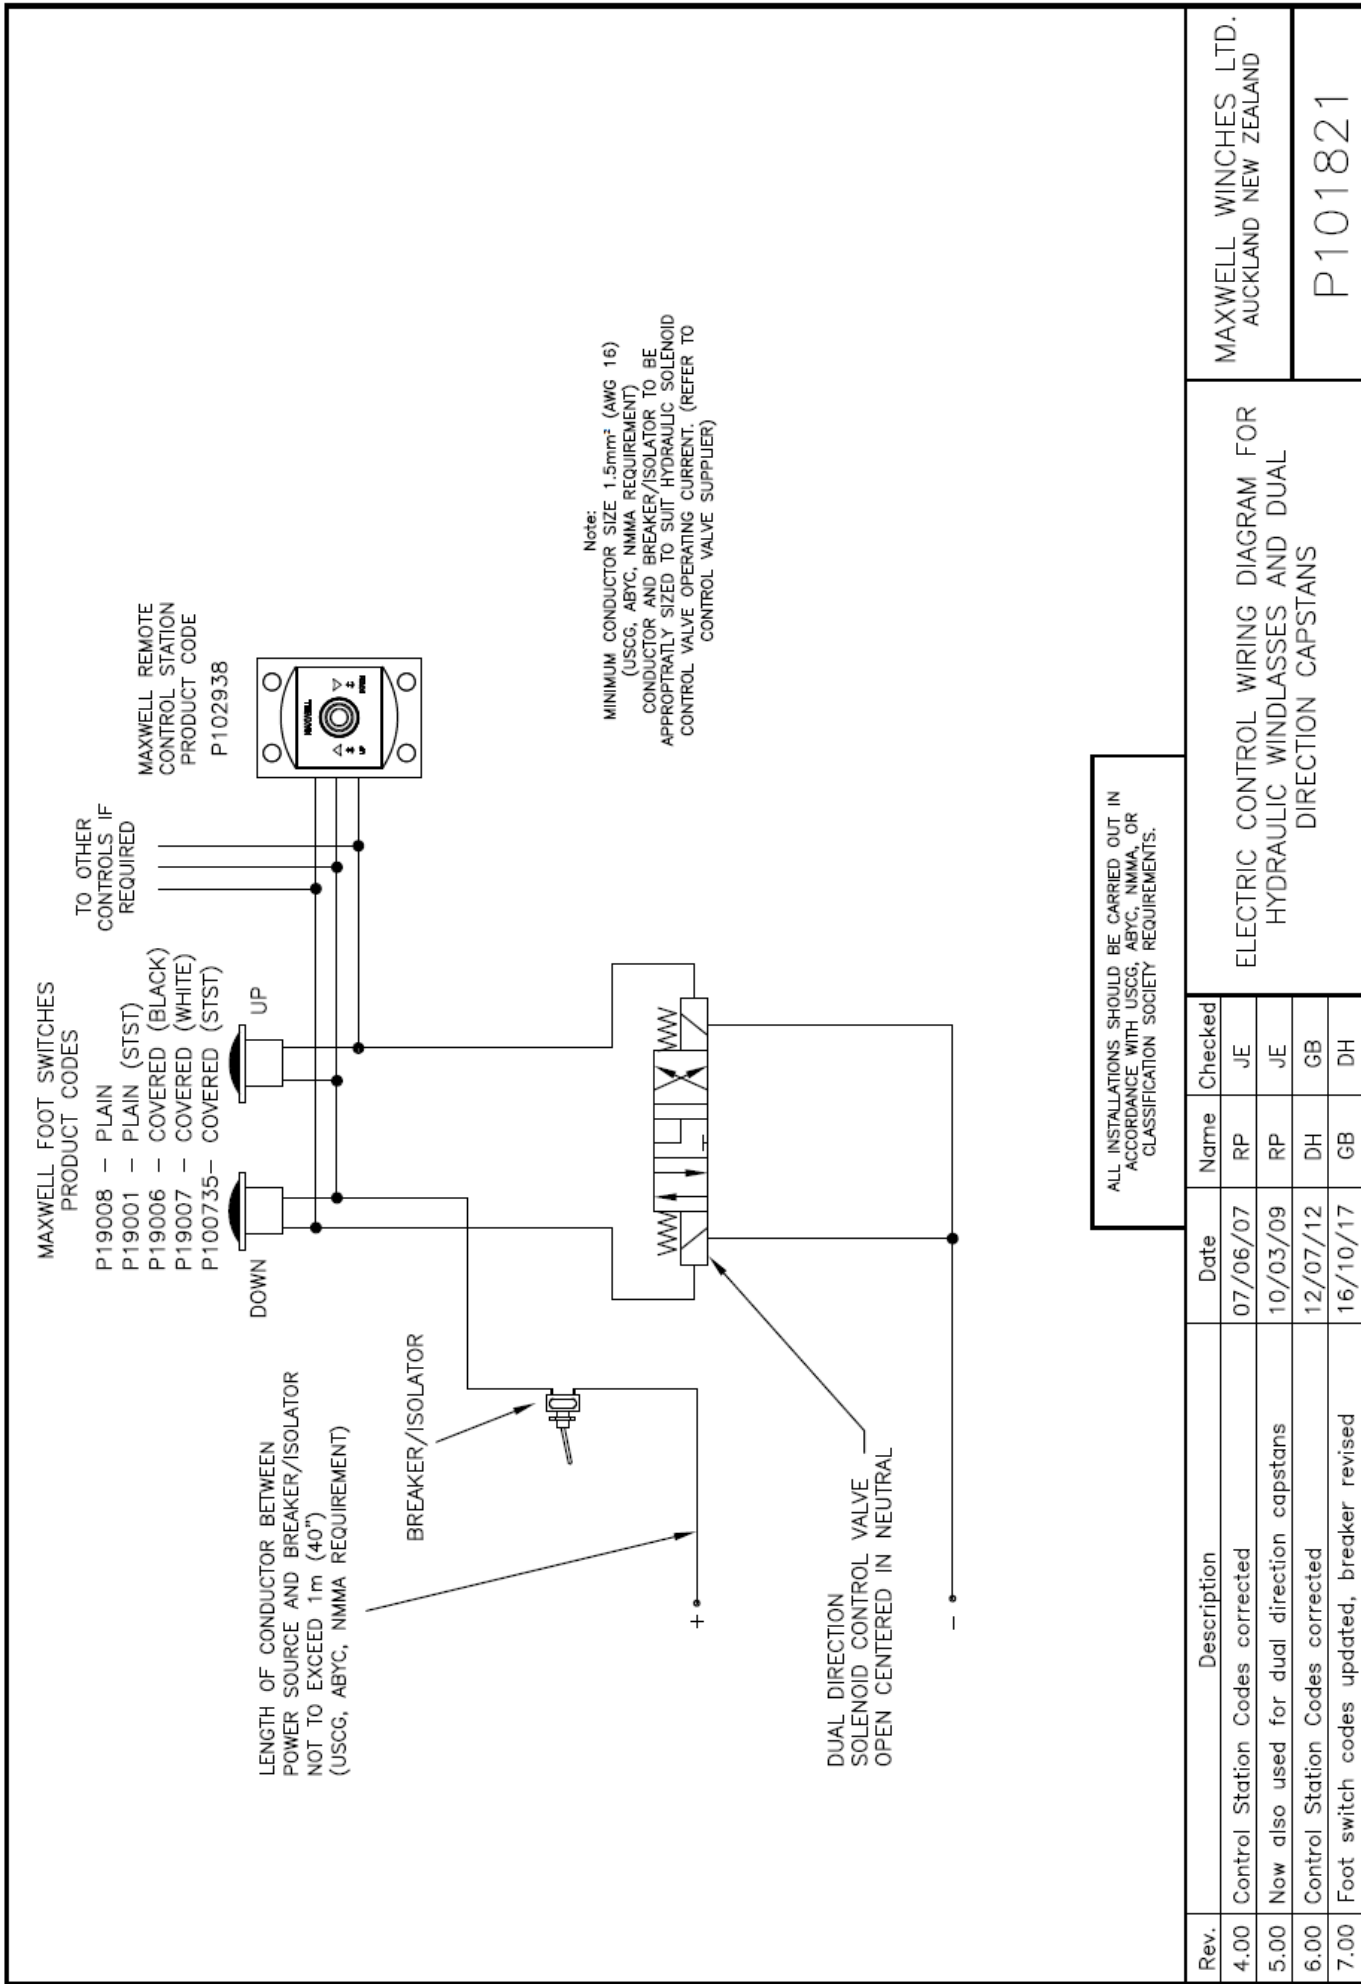 MAXWELL FOOT SWITCHES
PRODUCT CODES
P19008 – PLAIN
P19001 – PLAIN (STST)
P19006 – COVERED (BLACK)
P19007 – COVERED (WHITE)
P100735– COVERED (STST)
DOWN
UP
TO OTHER
CONTROLS IF
REQUIRED
MAXWELL REMOTE
CONTROL STATION
PRODUCT CODE
P102938
MAXWELL
UP
DOWN
LENGTH OF CONDUCTOR BETWEEN
POWER SOURCE AND BREAKER/ISOLATOR
NOT TO EXCEED 1m (40")
(USCG, ABYC, NMMA REQUIREMENT)
BREAKER/ISOLATOR
+
-
DUAL DIRECTION
SOLENOID CONTROL VALVE
OPEN CENTERED IN NEUTRAL
Note:
MINIMUM CONDUCTOR SIZE 1.5mm² (AWG 16)
(USCG, ABYC, NMMA REQUIREMENT)
CONDUCTOR AND BREAKER/ISOLATOR TO BE
APPROPTRATLY SIZED TO SUIT HYDRAULIC SOLENOID
CONTROL VALVE OPERATING CURRENT. (REFER TO
CONTROL VALVE SUPPLIER)
ALL INSTALLATIONS SHOULD BE CARRIED OUT IN
ACCORDANCE WITH USCG, ABYC, NMMA, OR
CLASSIFICATION SOCIETY REQUIREMENTS.
Rev. Description Date Name Checked
4.00 Control Station Codes corrected 07/06/07 RP JE
5.00 Now also used for dual direction capstans 10/03/09 RP JE
6.00 Control Station Codes corrected 12/07/12 DH GB
7.00 Foot switch codes updated, breaker revised 16/10/17 GB DH
ELECTRIC CONTROL WIRING DIAGRAM FOR
HYDRAULIC WINDLASSES AND DUAL
DIRECTION CAPSTANS
MAXWELL WINCHES LTD.
AUCKLAND NEW ZEALAND
P101821